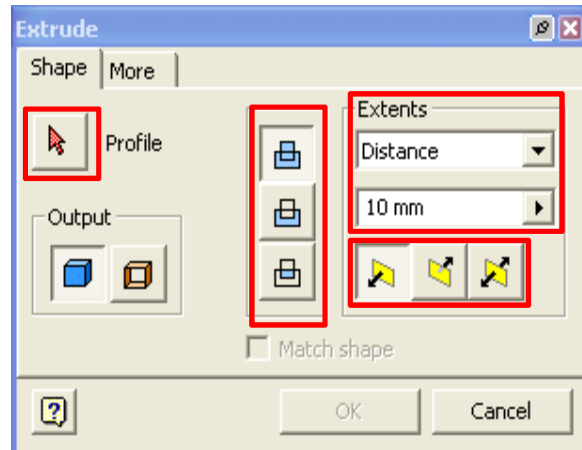 Extrude
Shape
More
Profile
Output
Extents
Distance
10 mm
Match shape
?
OK
Cancel